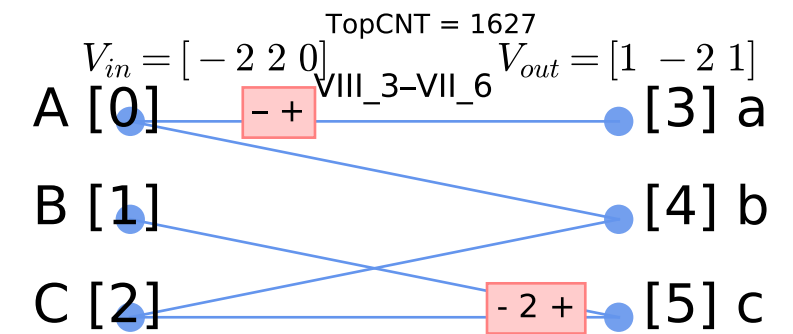 TopCNT = 1627
V_in = [ − 2 2 0] V_out = [1 − 2 1]
VIII_3–VII_6
A [0] – + [3] a
B [1] [4] b
C [2] - 2 + [5] c